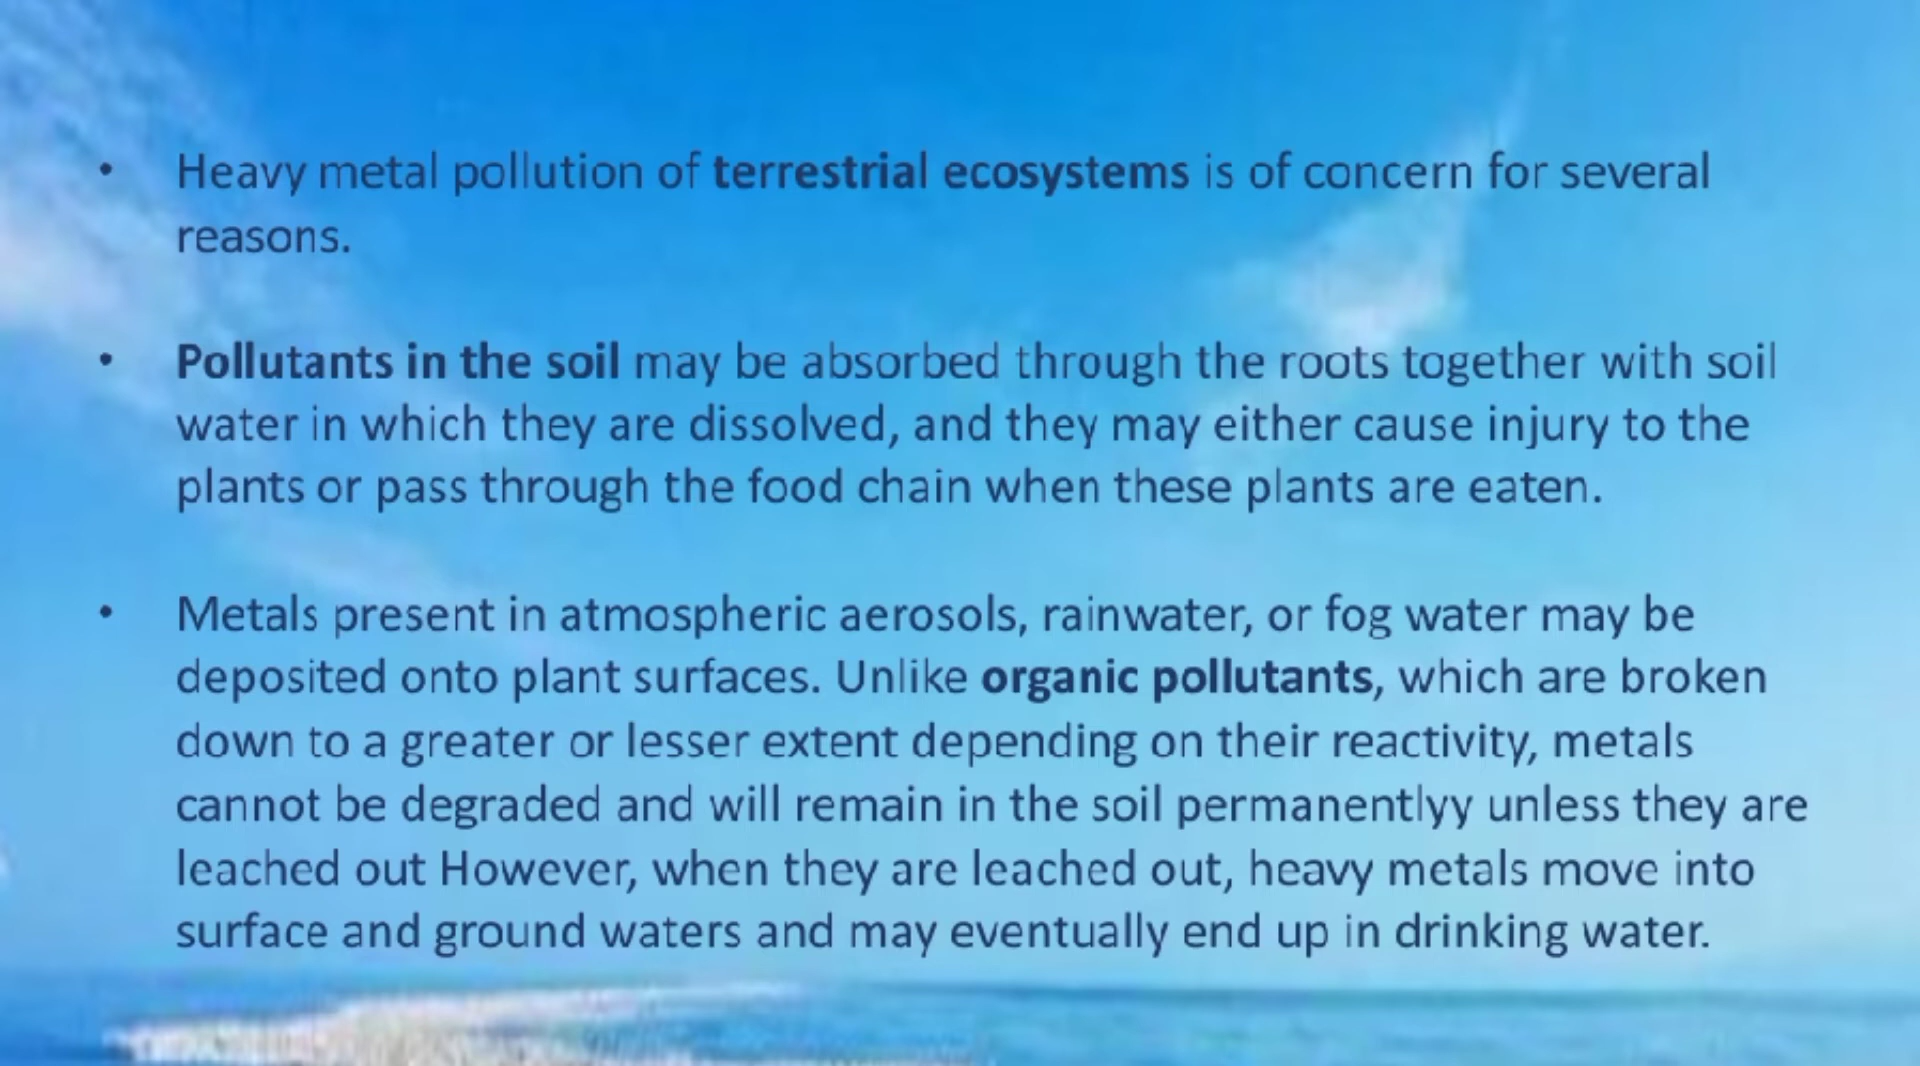 • Heavy metal pollution of terrestrial ecosystems is of concern for several
reasons.
• Pollutants in the soil may be absorbed through the roots together with soil
water in which they are dissolved, and they may either cause injury to the
plants or pass through the food chain when these plants are eaten.
• Metals present in atmospheric aerosols, rainwater, or fog water may be
deposited onto plant surfaces. Unlike organic pollutants, which are broken
down to a greater or lesser extent depending on their reactivity, metals
cannot be degraded and will remain in the soil permanentlyy unless they are
leached out However, when they are leached out, heavy metals move into
surface and ground waters and may eventually end up in drinking water.